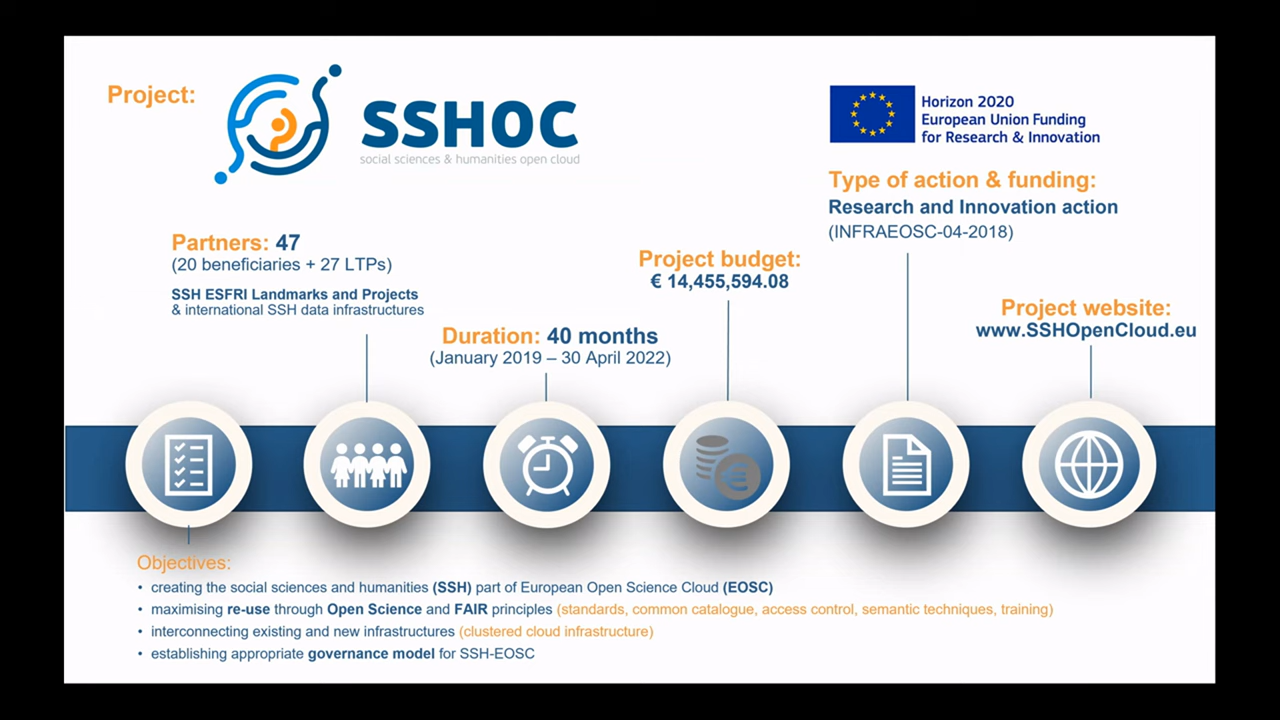 Project:
SSHOC
social sciences & humanities open cloud
Horizon 2020
European Union Funding
for Research & Innovation
Type of action & funding:
Research and Innovation action
(INFRAEOSC-04-2018)
Partners: 47
(20 beneficiaries + 27 LTPs)
SSH ESFRI Landmarks and Projects
& international SSH data infrastructures
Project budget:
€ 14,455,594.08
Project website:
www.SSHOpenCloud.eu
Duration: 40 months
(January 2019 – 30 April 2022)
Objectives:
• creating the social sciences and humanities (SSH) part of European Open Science Cloud (EOSC)
• maximising re-use through Open Science and FAIR principles (standards, common catalogue, access control, semantic techniques, training)
• interconnecting existing and new infrastructures (clustered cloud infrastructure)
• establishing appropriate governance model for SSH-EOSC